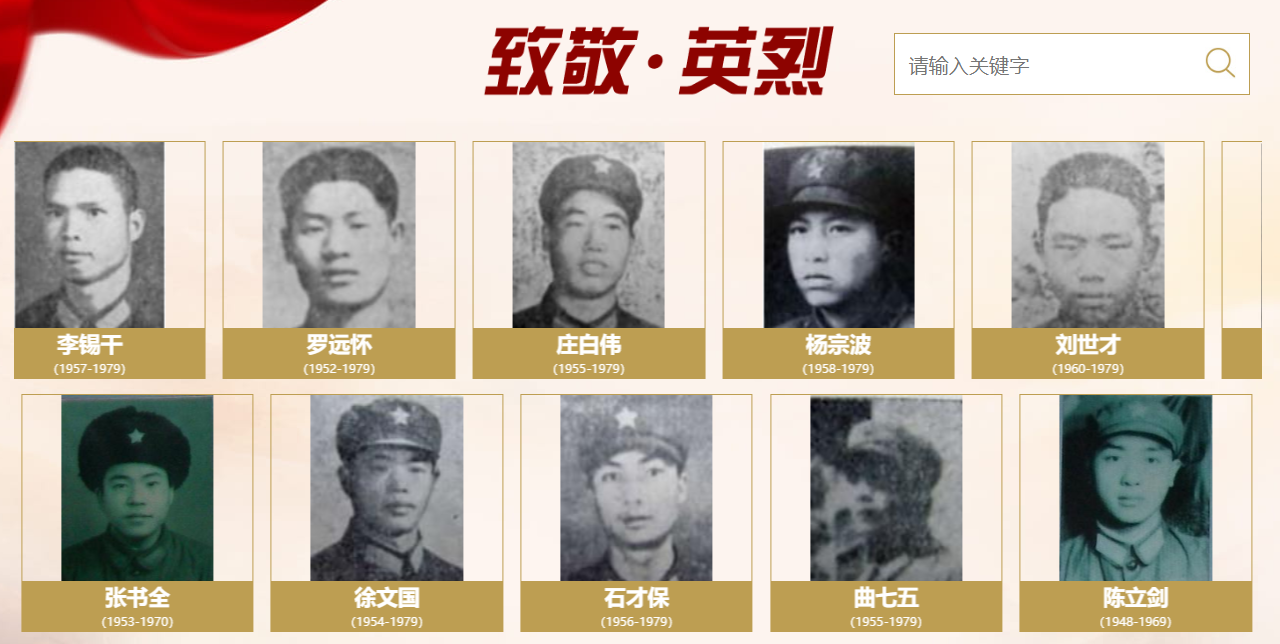 致敬·英烈
请输入关键字
李锡干
(1957-1979)
罗远怀
(1952-1979)
庄白伟
(1955-1979)
杨宗波
(1958-1979)
刘世才
(1960-1979)
张书全
(1953-1970)
徐文国
(1954-1979)
石才保
(1956-1979)
曲七五
(1955-1979)
陈立剑
(1948-1969)